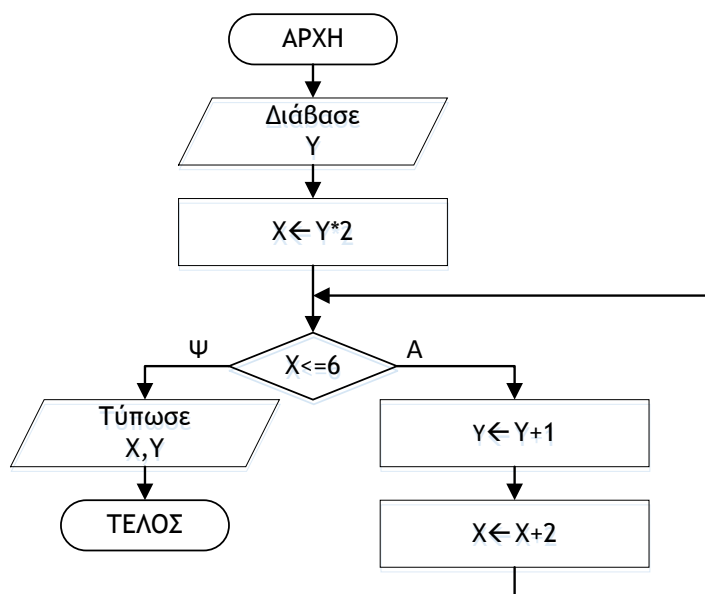 ΑΡΧΗ
Διάβασε
Υ
Χ← Υ*2
Ψ
Χ<=6
Α
Τύπωσε
Χ,Υ
Υ← Υ+1
ΤΕΛΟΣ
Χ← Χ+2